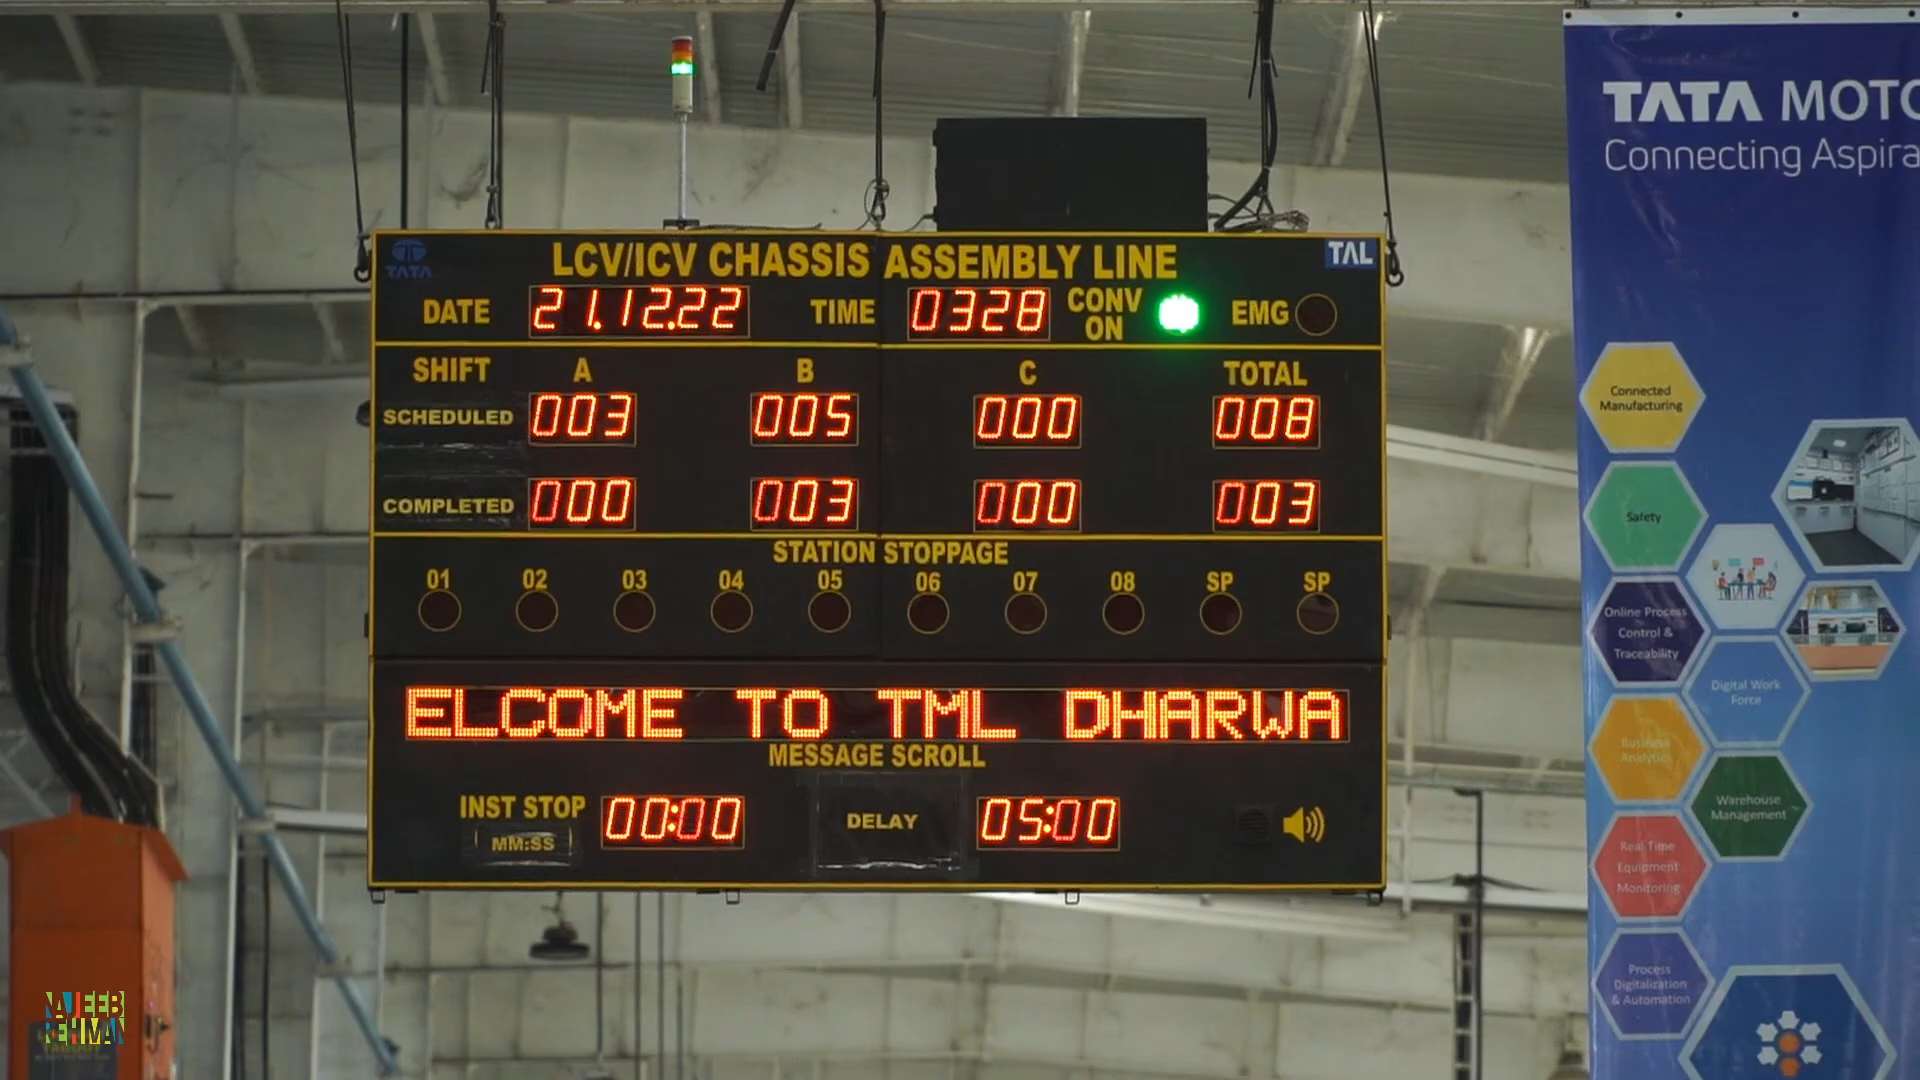 TATA MOTO
Connecting Aspira
TATA
LCV/ICV CHASSIS ASSEMBLY LINE
TAL
DATE 21.12.22 TIME 0328 CONV ON EMG
SHIFT A B C TOTAL
SCHEDULED 003 005 000 008
COMPLETED 000 003 000 003
STATION STOPPAGE
01 02 03 04 05 06 07 08 SP SP
ELCOME TO TML DHARWA
MESSAGE SCROLL
INST STOP 00:00 DELAY 05:00
MM:SS
Connected
Manufacturing
Safety
Online Process
Control &
Traceability
Digital Work
Force
Business
Analytics
Warehouse
Management
Real Time
Equipment
Monitoring
Process
Digitalization
& Automation
NAJEEB
REHMAN